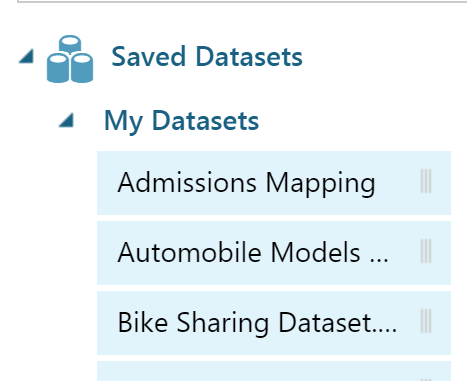 Saved Datasets
My Datasets
Admissions Mapping
Automobile Models ...
Bike Sharing Dataset....